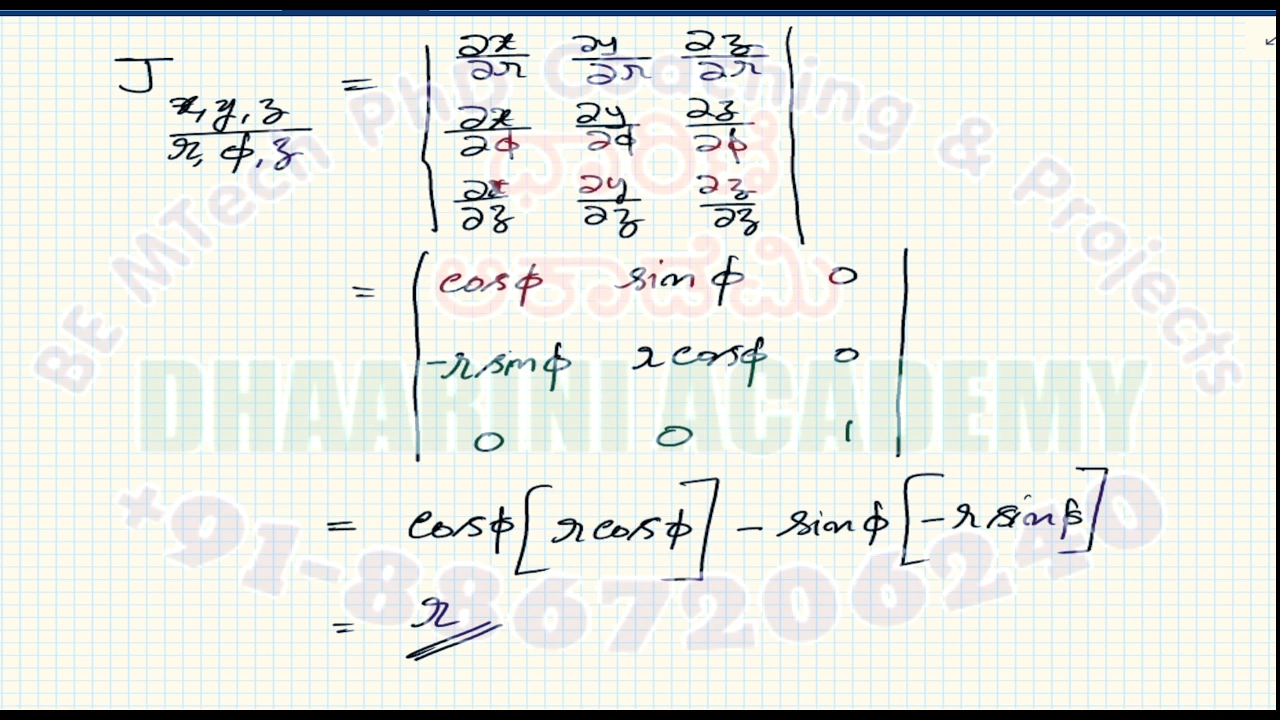 J x,y,z / r,φ,z = | ∂x/∂r ∂y/∂r ∂z/∂r |
| ∂x/∂φ ∂y/∂φ ∂z/∂φ |
| ∂x/∂z ∂y/∂z ∂z/∂z |
= | cosφ sinφ 0 |
| -r sinφ r cosφ 0 |
| 0 0 1 |
= cosφ [ r cosφ ] - sinφ [ -r sinφ ]
= r
BE MTech PhD Coaching & Projects
ಧಾರಿಣಿ
ಅಕಾಡೆಮಿ
DHAARINI ACADEMY
+91-8867206240